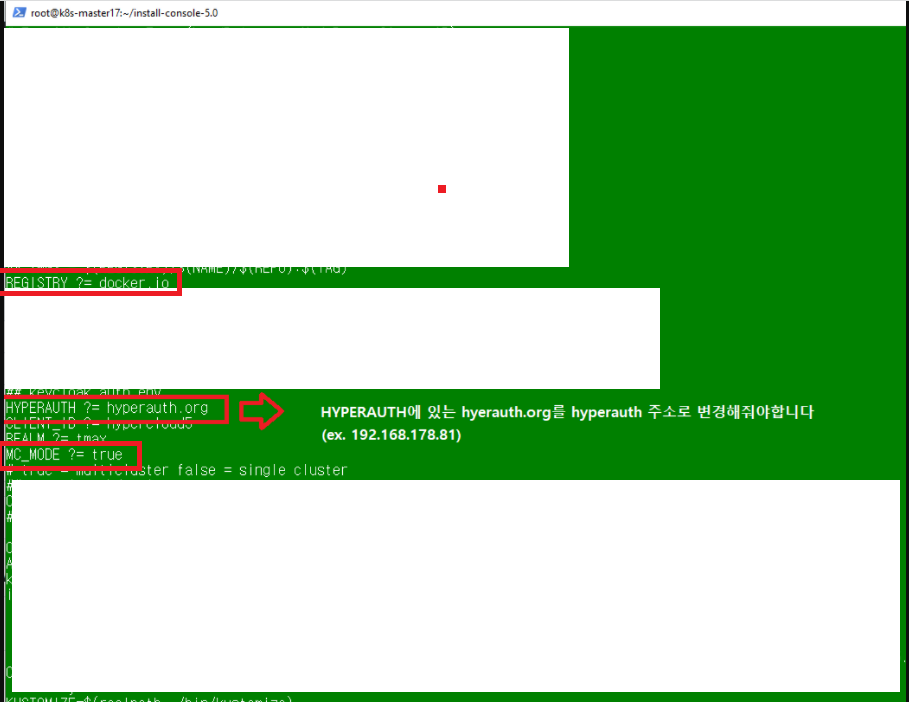 root@k8s-master17:~/install-console-5.0
$(NAME)/$(REPO):$(TAG)
REGISTRY ?= docker.io
## keycloak auth env
HYPERAUTH ?= hyperauth.org
HYPERAUTH에 있는 hyerauth.org를 hyperauth 주소로 변경해줘야합니다
(ex. 192.168.178.81)
CLIENT_ID ?= hypercloud5
REALM ?= tmax
MC_MODE ?= true
# true = multicluster false = single cluster
#
#
KUSTOMIZE=$(realpath ./bin/kustomize)